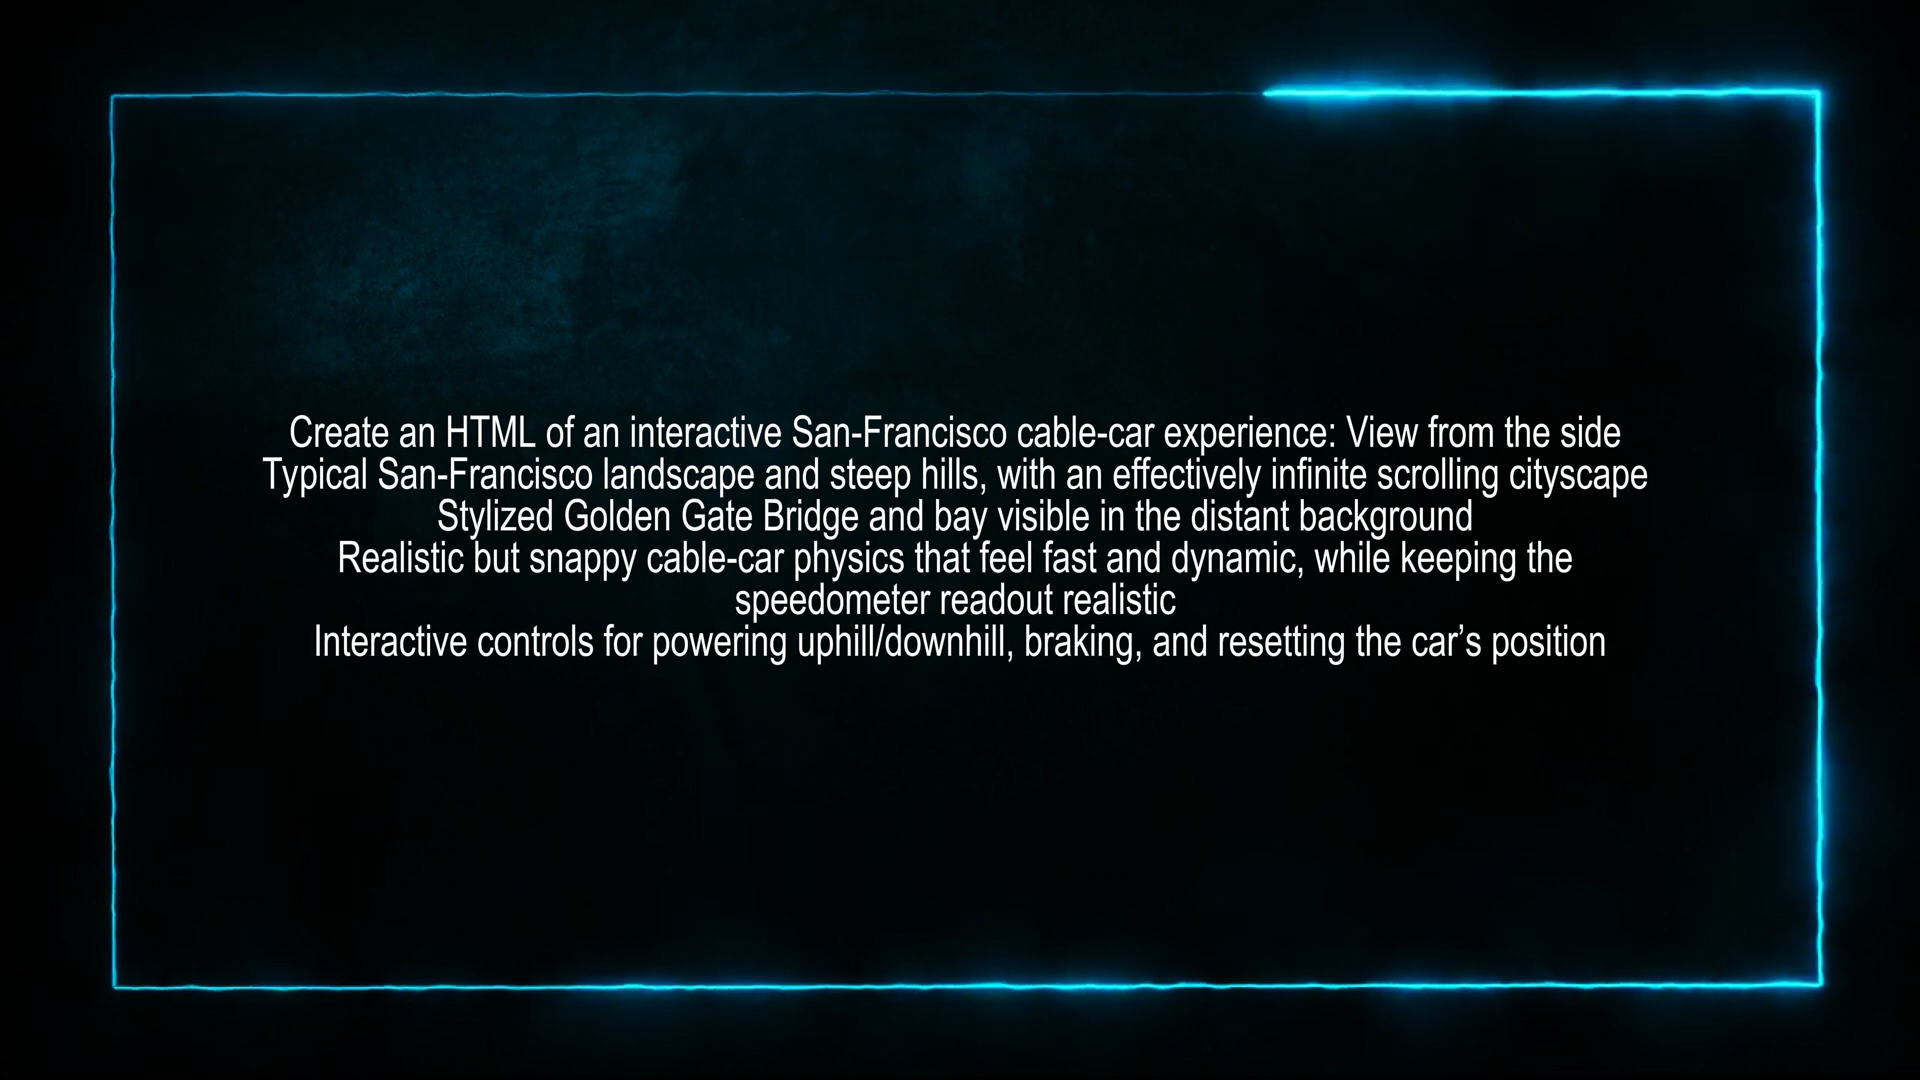 Create an HTML of an interactive San-Francisco cable-car experience: View from the side
Typical San-Francisco landscape and steep hills, with an effectively infinite scrolling cityscape
Stylized Golden Gate Bridge and bay visible in the distant background
Realistic but snappy cable-car physics that feel fast and dynamic, while keeping the
speedometer readout realistic
Interactive controls for powering uphill/downhill, braking, and resetting the car’s position